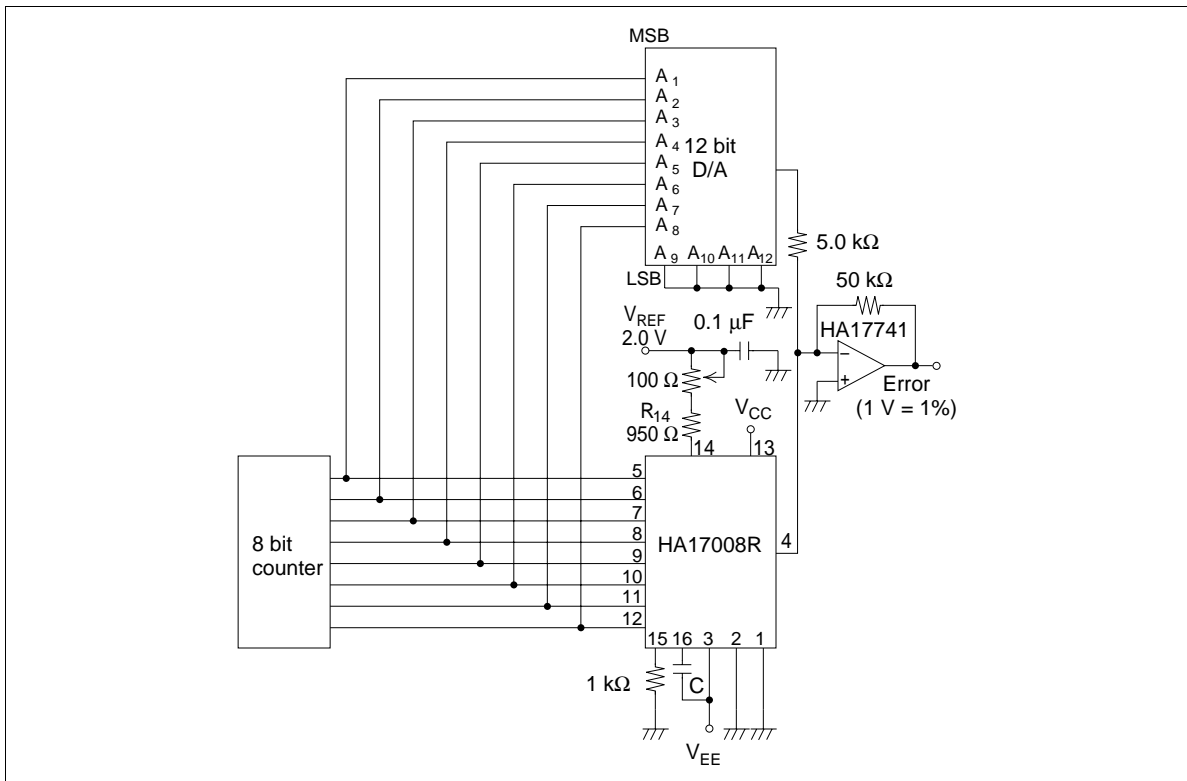 MSB
A1
A2
A3
A4
A5
A6
A7
A8
12 bit
D/A
A9 A10 A11 A12
LSB
5.0 kΩ
50 kΩ
HA17741
−
+
Error
(1 V = 1%)
VREF
2.0 V
0.1 μF
100 Ω
R14
950 Ω
VCC
14
13
8 bit
counter
5
6
7
8
9
10
11
12
HA17008R
4
15 16 3 2 1
1 kΩ
C
VEE